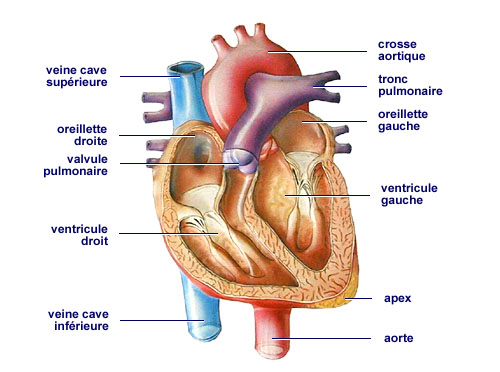 veine cave
supérieure
oreillette
droite
valvule
pulmonaire
ventricule
droit
veine cave
inférieure
crosse
aortique
tronc
pulmonaire
oreillette
gauche
ventricule
gauche
apex
aorte